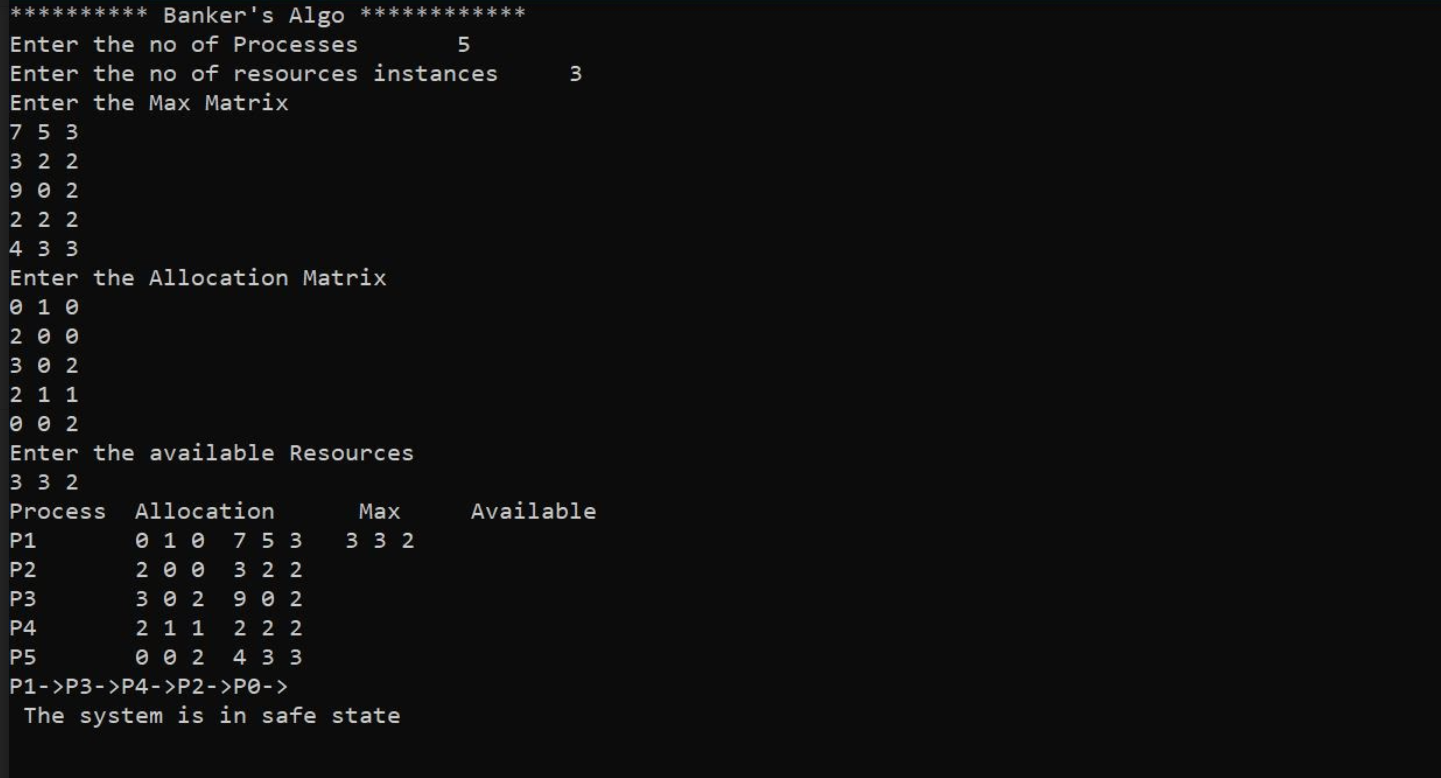 ********** Banker's Algo ************
Enter the no of Processes       5
Enter the no of resources instances     3
Enter the Max Matrix
7 5 3
3 2 2
9 0 2
2 2 2
4 3 3
Enter the Allocation Matrix
0 1 0
2 0 0
3 0 2
2 1 1
0 0 2
Enter the available Resources
3 3 2
Process  Allocation      Max     Available
P1       0 1 0  7 5 3   3 3 2
P2       2 0 0  3 2 2
P3       3 0 2  9 0 2
P4       2 1 1  2 2 2
P5       0 0 2  4 3 3
P1->P3->P4->P2->P0->
 The system is in safe state